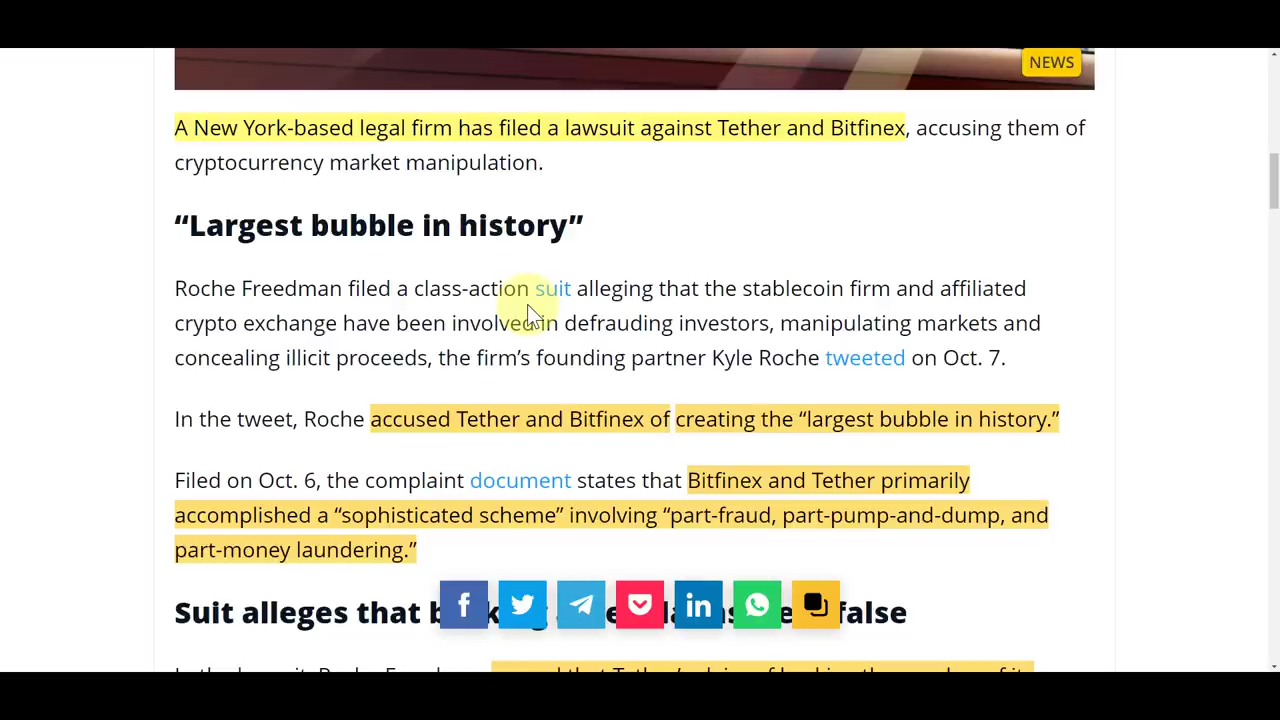 NEWS
A New York-based legal firm has filed a lawsuit against Tether and Bitfinex, accusing them of
cryptocurrency market manipulation.
“Largest bubble in history”
Roche Freedman filed a class-action suit alleging that the stablecoin firm and affiliated
crypto exchange have been involved in defrauding investors, manipulating markets and
concealing illicit proceeds, the firm’s founding partner Kyle Roche tweeted on Oct. 7.
In the tweet, Roche accused Tether and Bitfinex of creating the “largest bubble in history.”
Filed on Oct. 6, the complaint document states that Bitfinex and Tether primarily
accomplished a “sophisticated scheme” involving “part-fraud, part-pump-and-dump, and
part-money laundering.”
Suit alleges that false